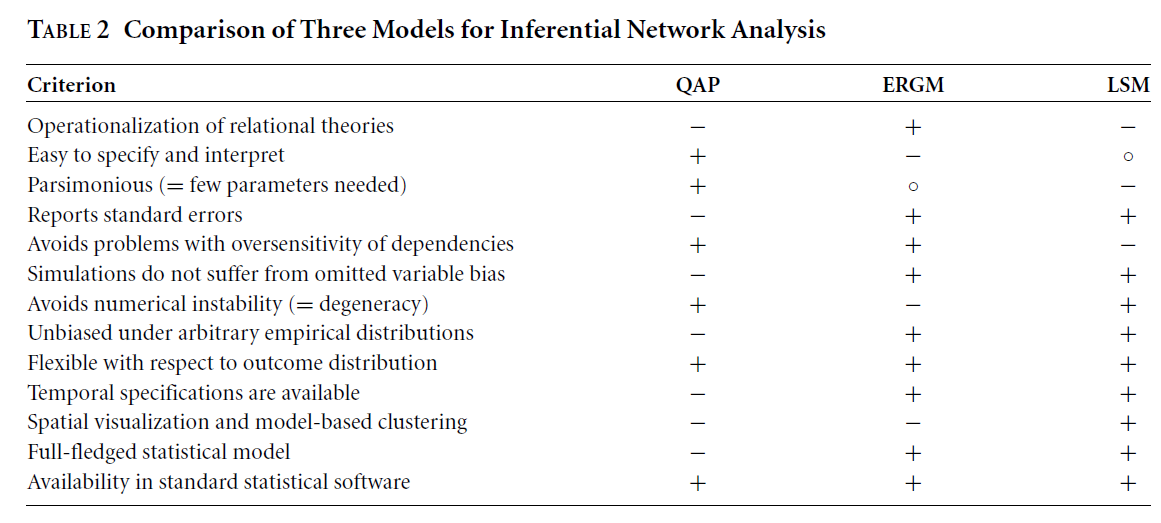 TABLE 2 Comparison of Three Models for Inferential Network Analysis
Criterion QAP ERGM LSM
Operationalization of relational theories − + −
Easy to specify and interpret + − ○
Parsimonious (= few parameters needed) + ○ −
Reports standard errors − + +
Avoids problems with oversensitivity of dependencies + + −
Simulations do not suffer from omitted variable bias − + +
Avoids numerical instability (= degeneracy) + − +
Unbiased under arbitrary empirical distributions − + +
Flexible with respect to outcome distribution + + +
Temporal specifications are available − + +
Spatial visualization and model-based clustering − − +
Full-fledged statistical model − + +
Availability in standard statistical software + + +